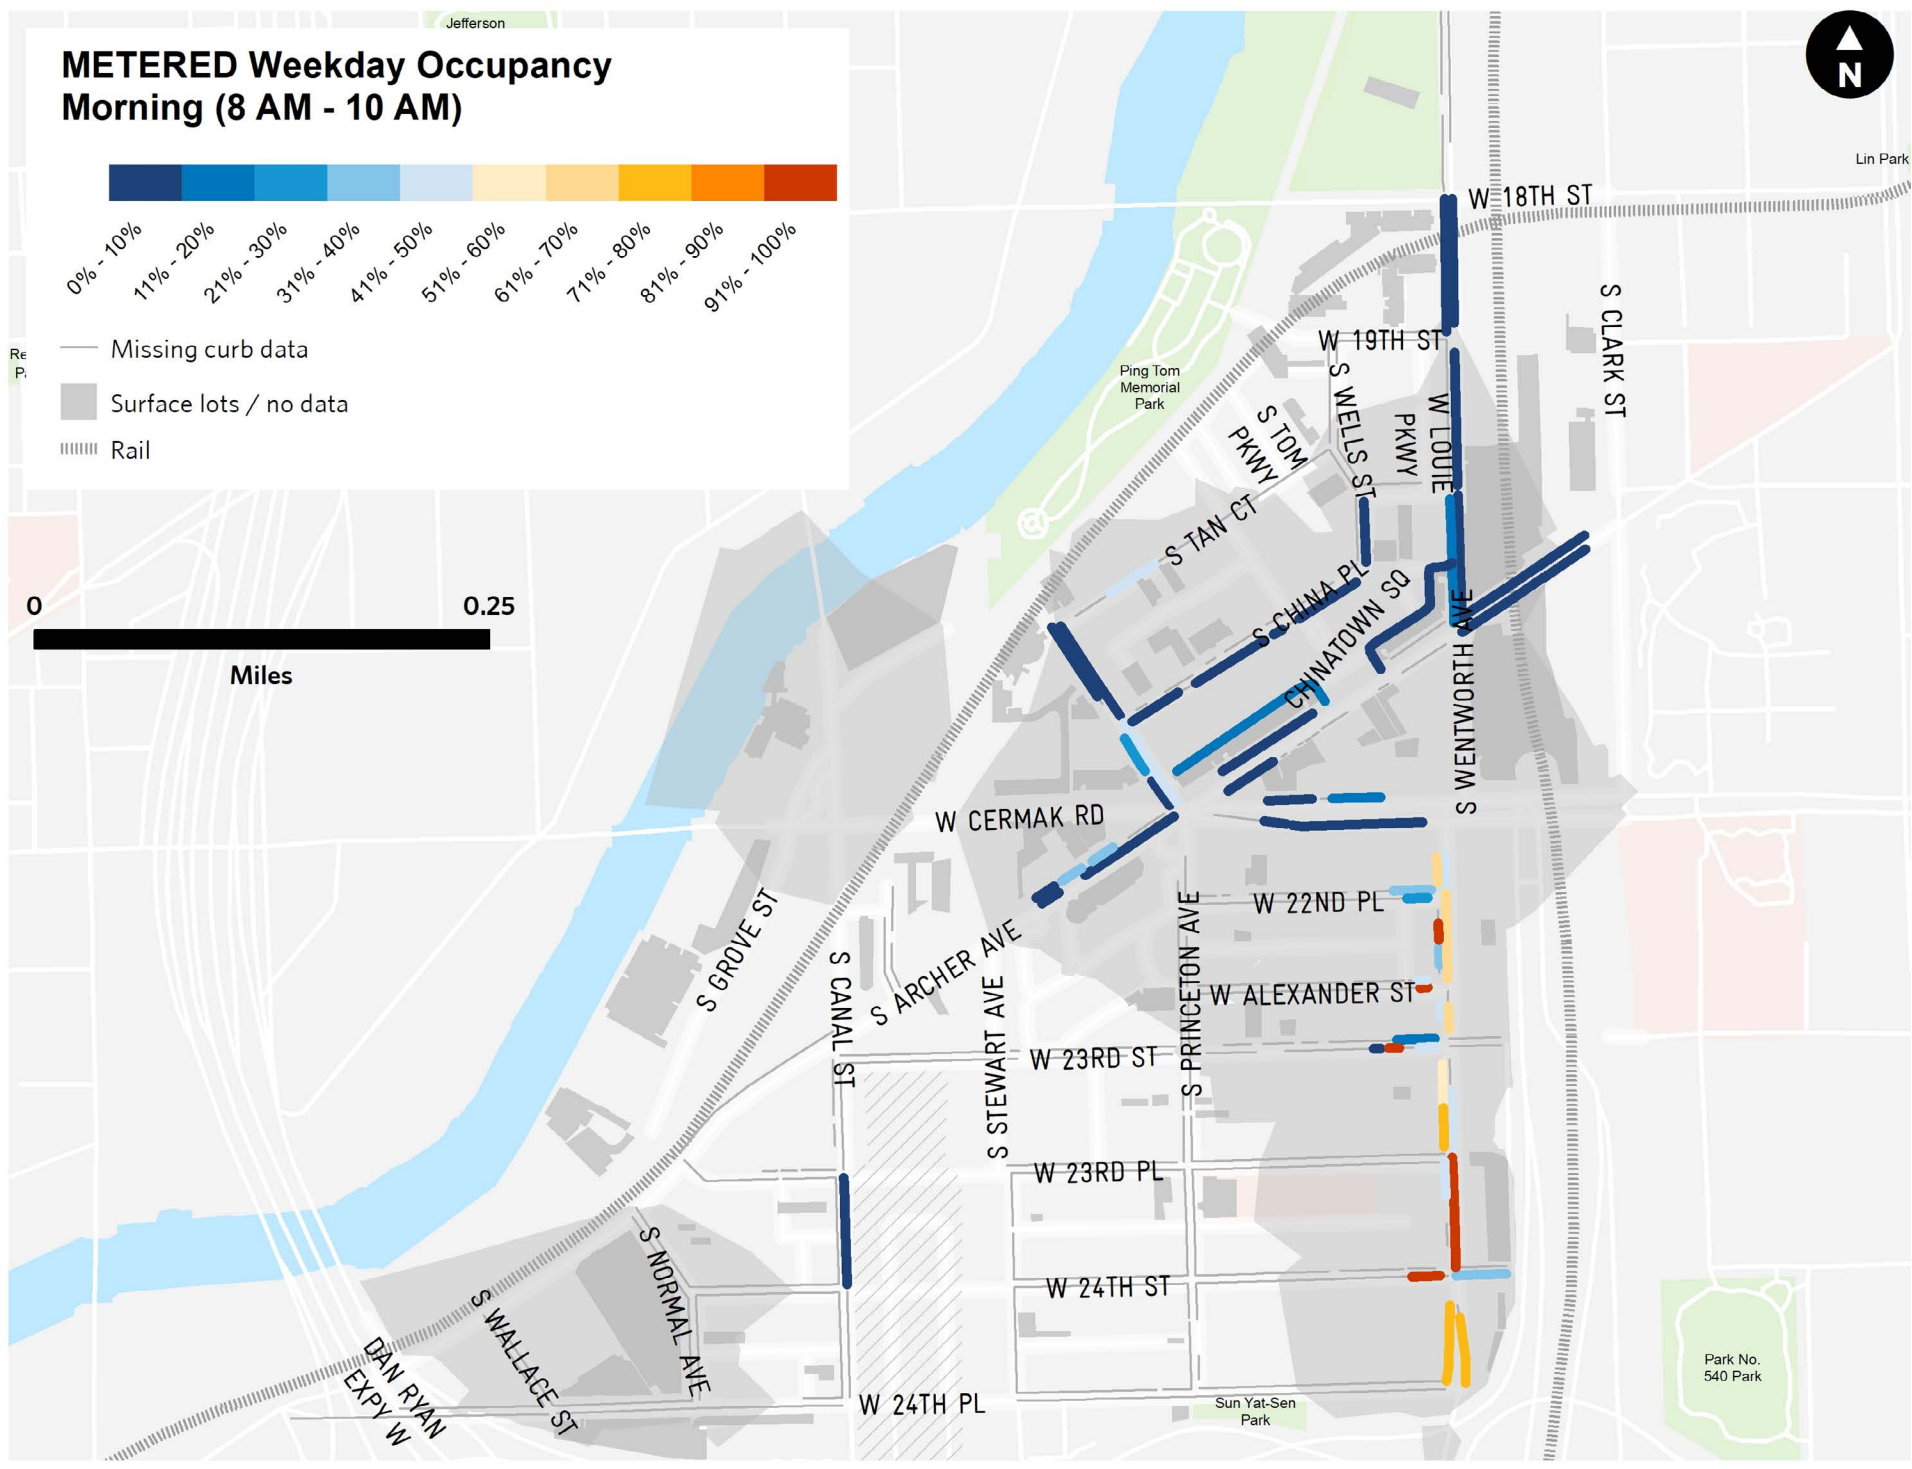 Jefferson
METERED Weekday Occupancy
Morning (8 AM - 10 AM)
0% - 10%
11% - 20%
21% - 30%
31% - 40%
41% - 50%
51% - 60%
61% - 70%
71% - 80%
81% - 90%
91% - 100%
Missing curb data
Surface lots / no data
Rail
N
Lin Park
W 18TH ST
S CLARK ST
W 19TH ST
Ping Tom
Memorial
Park
S WELLS ST
W LOUIE
PKWY
S TOM
PKWY
S TAN CT
0
0.25
Miles
S CHINA PL
CHINATOWN SQ
S WENTWORTH AVE
W CERMAK RD
W 22ND PL
S GROVE ST
S ARCHER AVE
S CANAL ST
S STEWART AVE
S PRINCETON AVE
W ALEXANDER ST
W 23RD ST
W 23RD PL
S NORMAL AVE
W 24TH ST
S WALLACE ST
DAN RYAN
EXPY W
W 24TH PL
Sun Yat-Sen
Park
Park No.
540 Park